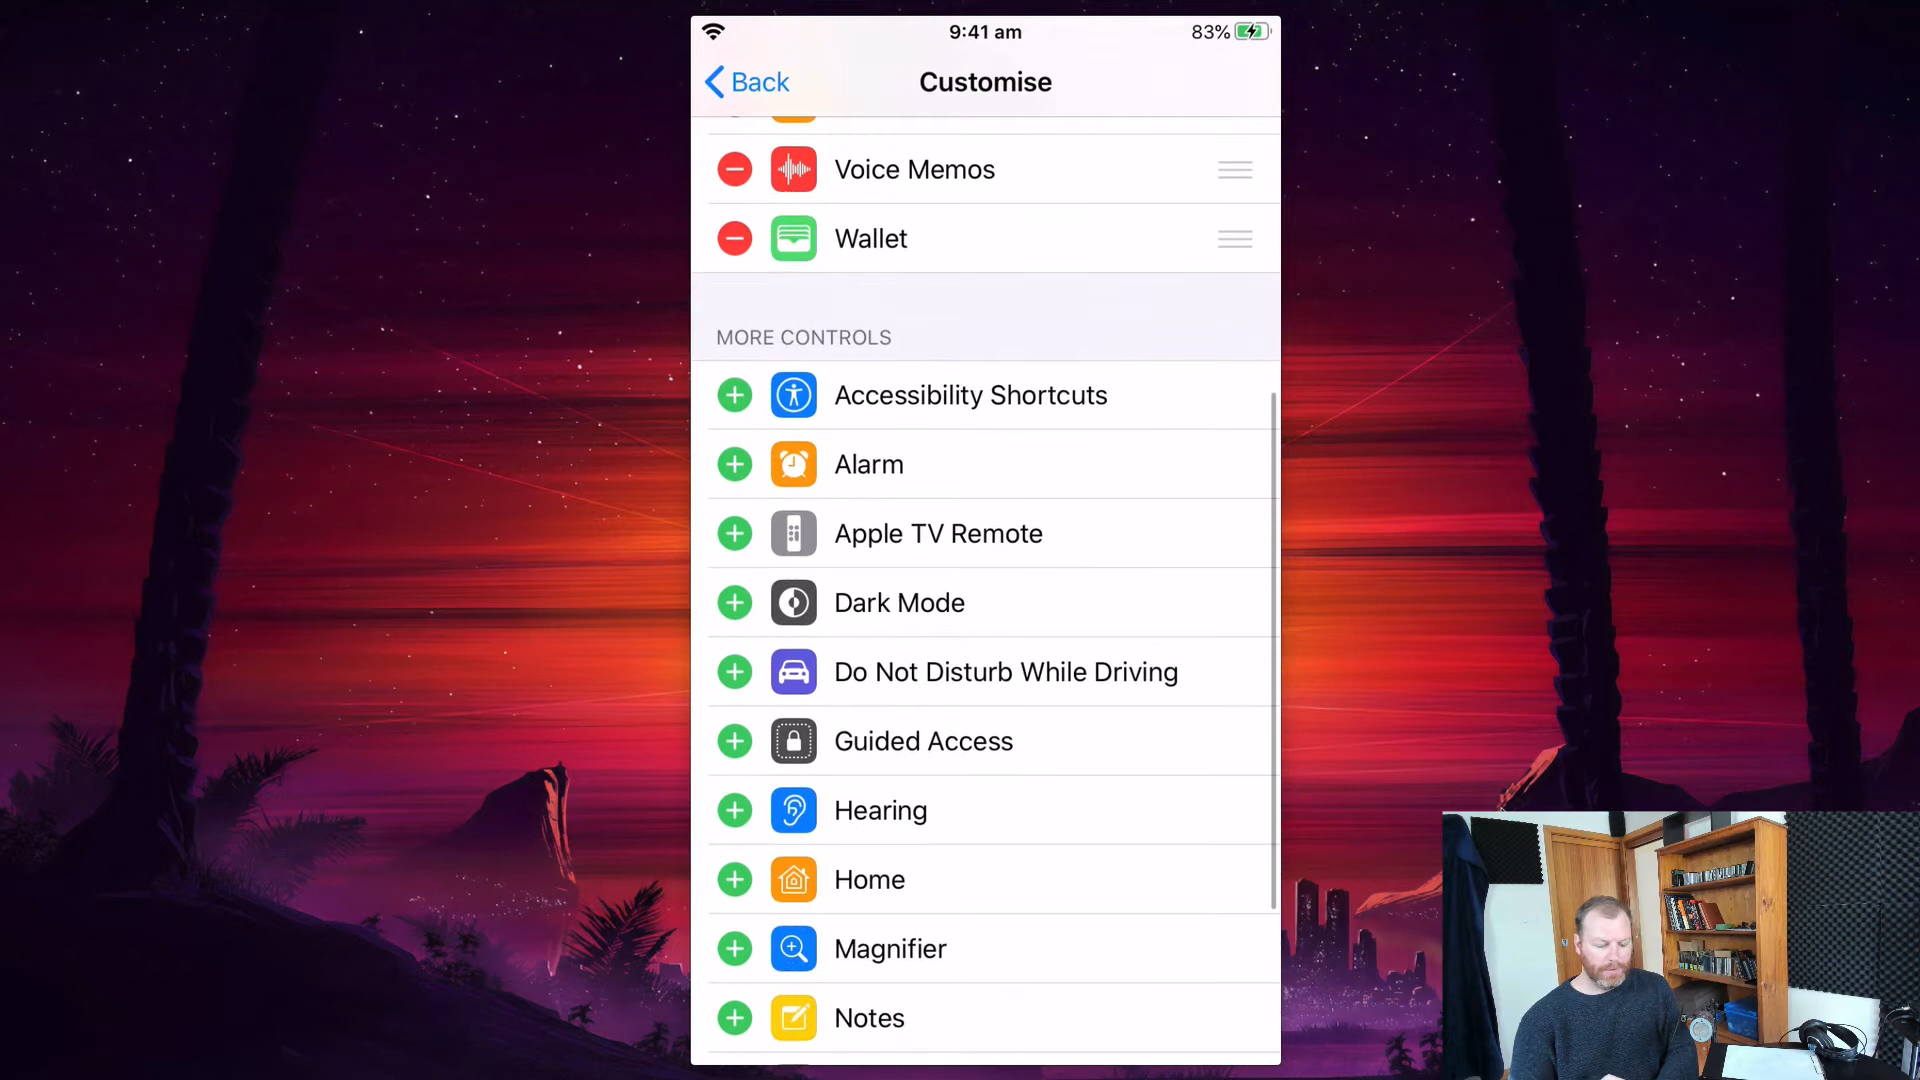 9:41 am
83%
Back
Customise
Voice Memos
Wallet
MORE CONTROLS
Accessibility Shortcuts
Alarm
Apple TV Remote
Dark Mode
Do Not Disturb While Driving
Guided Access
Hearing
Home
Magnifier
Notes